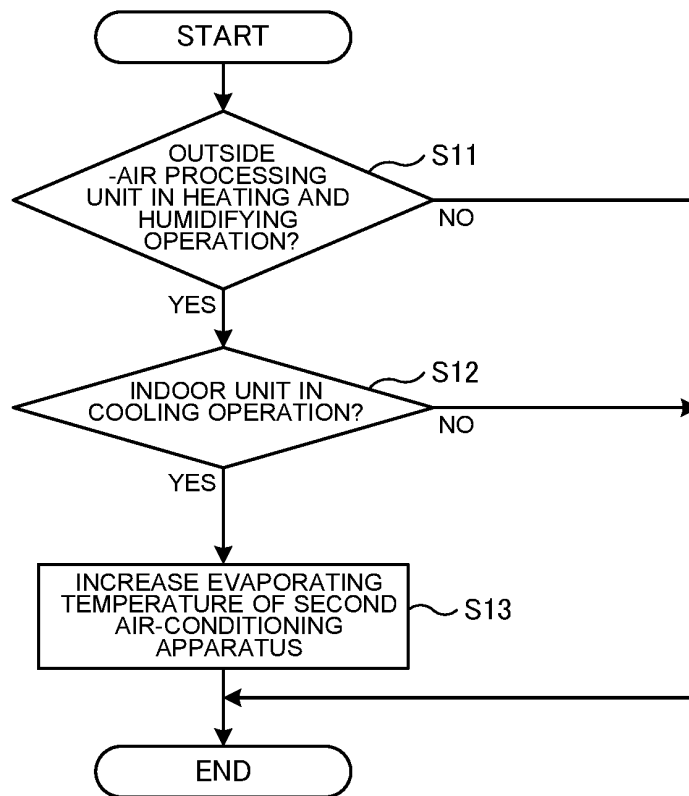 START
OUTSIDE
-AIR PROCESSING
UNIT IN HEATING AND
HUMIDIFYING
OPERATION?
S11
NO
YES
INDOOR UNIT IN
COOLING OPERATION?
S12
NO
YES
INCREASE EVAPORATING
TEMPERATURE OF SECOND
AIR-CONDITIONING
APPARATUS
S13
END